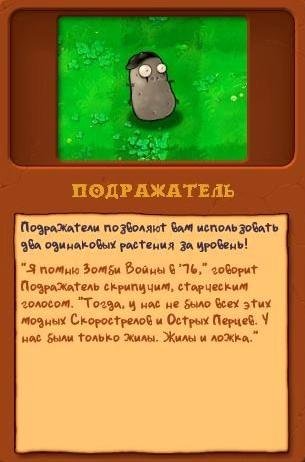 ПОДРАЖАТЕЛЬ
Подражатели позволяют вам использовать
два одинаковых растения за уровень!
"Я помню Зомби Войны в '76," говорит
Подражатель скрипучим, старческим
голосом. "Тогда, у нас не было всех этих
модных Скорострелов и Острых Перцев. У
нас были только жилы. Жилы и ложка."